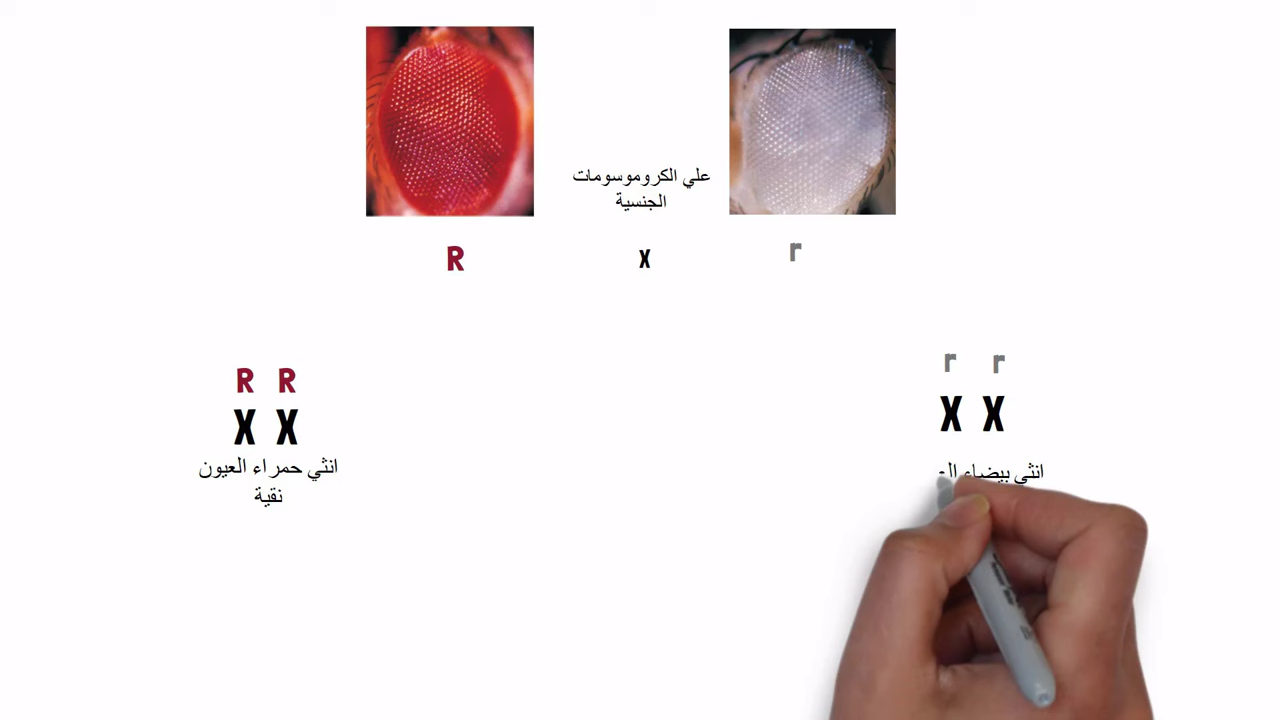 علي الكروموسومات
الجنسية
R x r
R R
X X
انثي حمراء العيون
نقية
r r
X X
انثي بيضاء